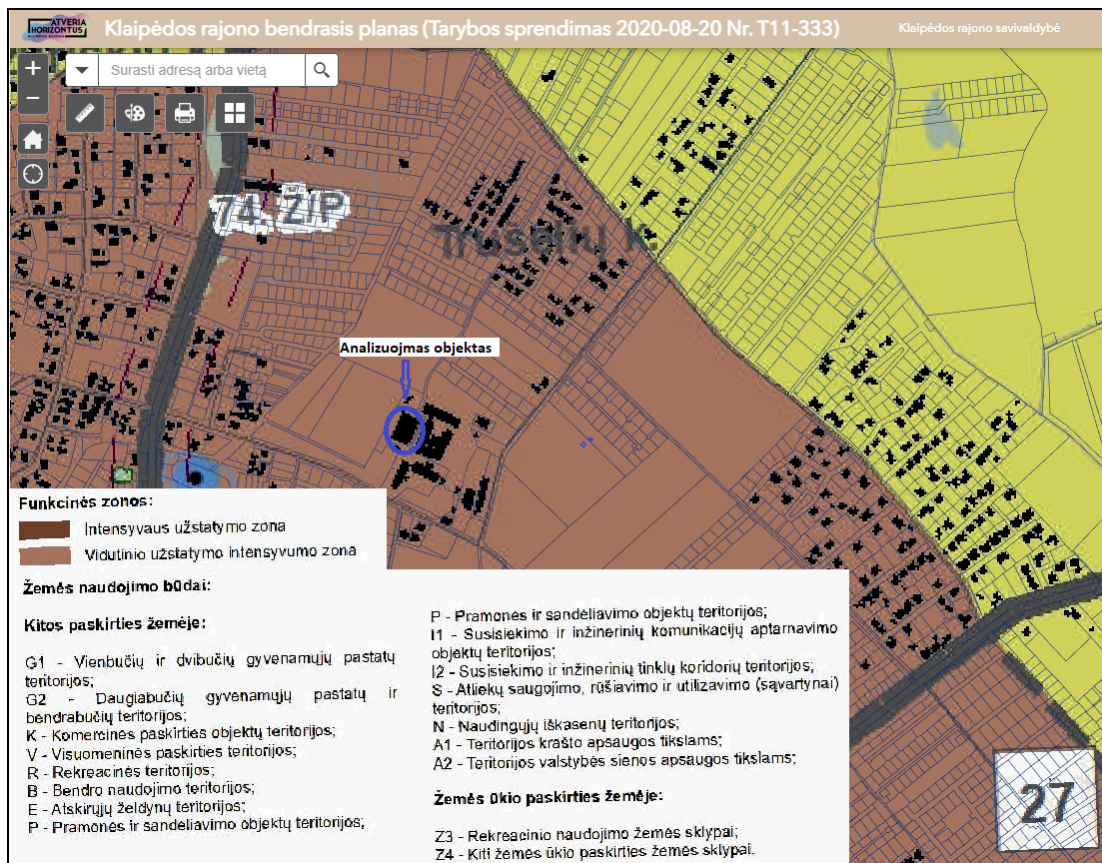 ATVERIA
HORIZONTUS
Klaipėdos rajono bendrasis planas (Tarybos sprendimas 2020-08-20 Nr. T11-333)
Klaipėdos rajono savivaldybė
+
Surasti adresą arba vietą
−
74. ŽIP
Trušelių k.
Analizuojmas objektas
Funkcinės zonos:
Intensyvaus užstatymo zona
Vidutinio užstatymo intensyvumo zona
Žemės naudojimo būdai:
Kitos paskirties žemėje:
G1 - Vienbučių ir dvibučių gyvenamųjų pastatų
teritorijos;
G2 - Daugiabučių gyvenamųjų pastatų ir
bendrabučių teritorijos;
K - Komercinės paskirties objektų teritorijos;
V - Visuomeninės paskirties teritorijos;
R - Rekreacinės teritorijos;
B - Bendro naudojimo teritorijos;
E - Atskirųjų želdynų teritorijos;
P - Pramonės ir sandėliavimo objektų teritorijos;
P - Pramonės ir sandėliavimo objektų teritorijos;
I1 - Susisiekimo ir inžinerinių komunikacijų aptarnavimo
objektų teritorijos;
I2 - Susisiekimo ir inžinerinių tinklų koridorių teritorijos;
S - Atliekų saugojimo, rūšiavimo ir utilizavimo (sąvartynai)
teritorijos;
N - Naudingųjų iškasenų teritorijos;
A1 - Teritorijos krašto apsaugos tikslams;
A2 - Teritorijos valstybės sienos apsaugos tikslams;
Žemės ūkio paskirties žemėje:
Z3 - Rekreacinio naudojimo žemės sklypai;
Z4 - Kiti žemės ūkio paskirties žemės sklypai.
27